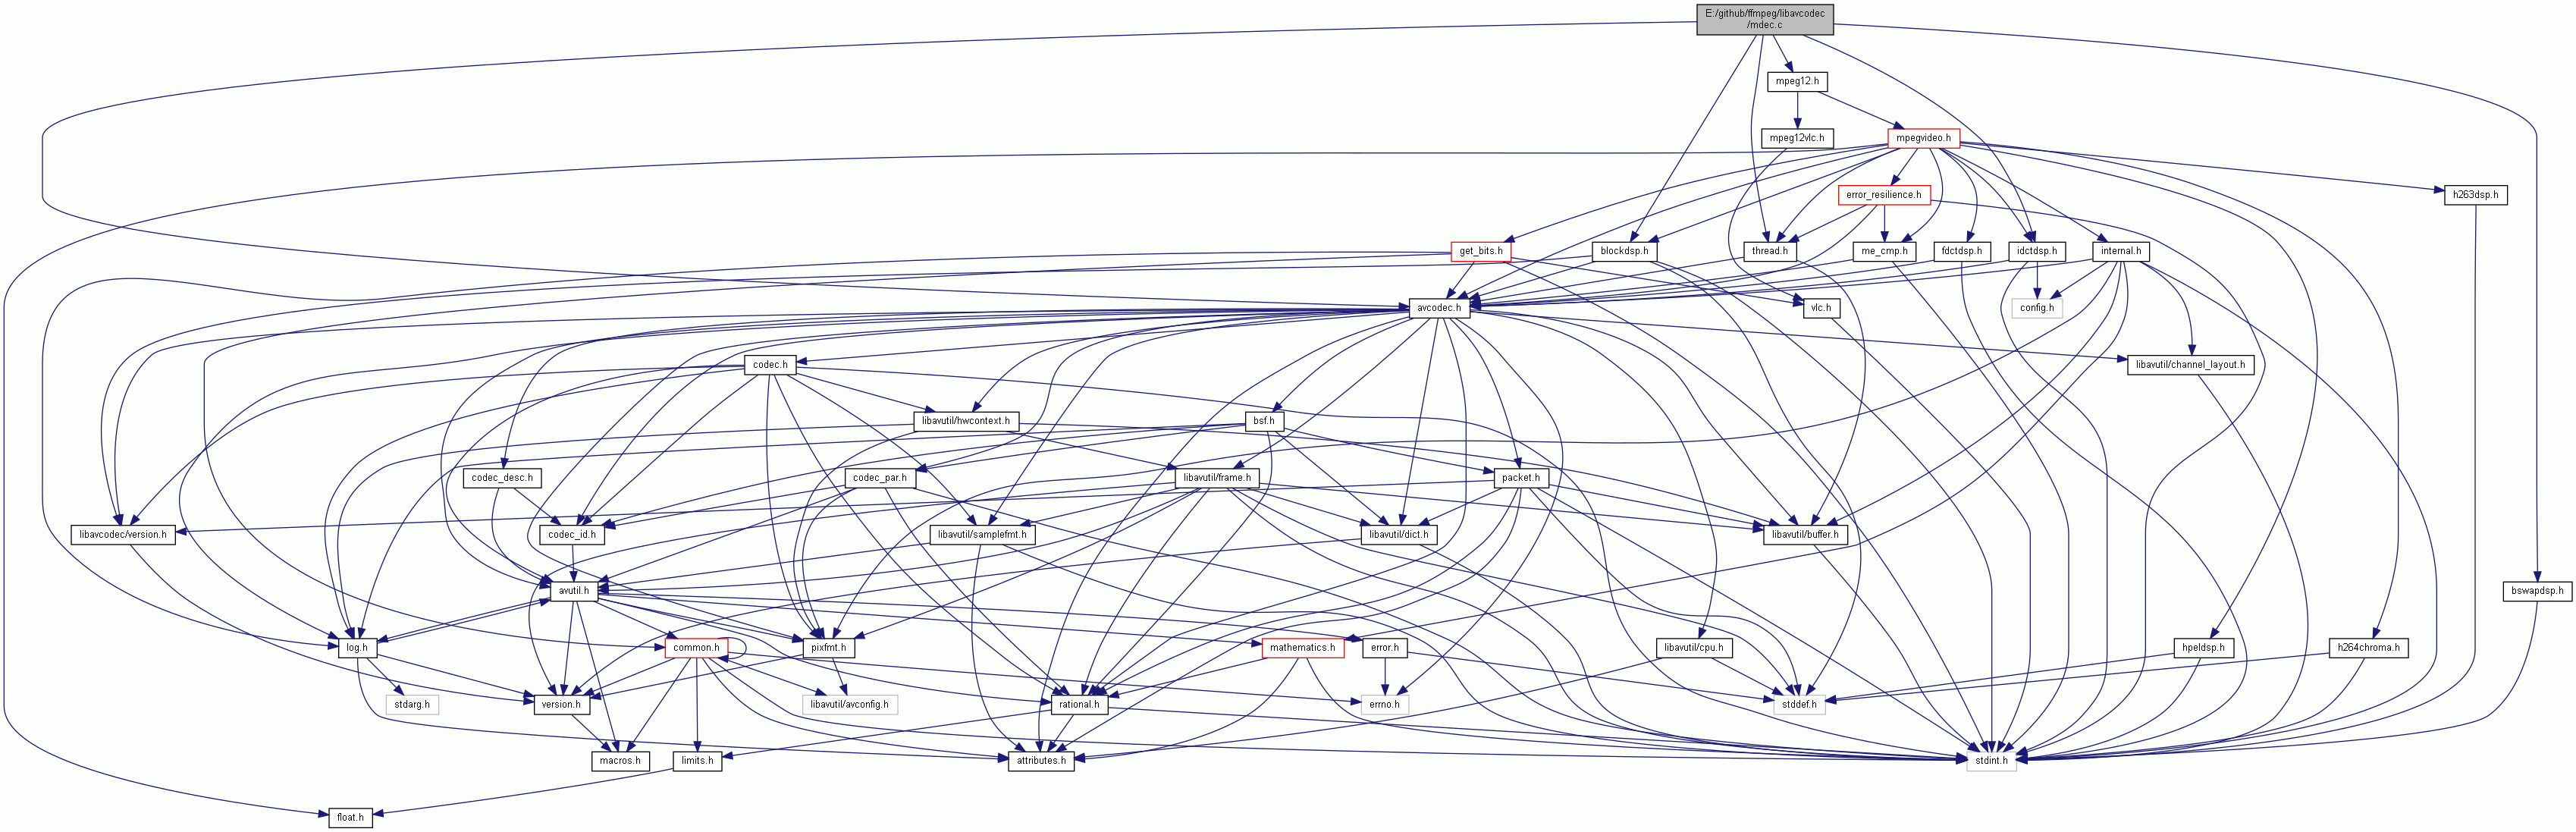 E:/github/ffmpeg/libavcodec
/mdec.c
mpeg12.h
mpeg12vlc.h
mpegvideo.h
error_resilience.h
h263dsp.h
get_bits.h
blockdsp.h
thread.h
me_cmp.h
fdctdsp.h
idctdsp.h
internal.h
avcodec.h
vlc.h
config.h
codec.h
libavutil/channel_layout.h
libavutil/hwcontext.h
bsf.h
codec_desc.h
codec_par.h
libavutil/frame.h
packet.h
libavcodec/version.h
codec_id.h
libavutil/samplefmt.h
libavutil/dict.h
libavutil/buffer.h
avutil.h
bswapdsp.h
log.h
common.h
pixfmt.h
mathematics.h
error.h
libavutil/cpu.h
hpeldsp.h
h264chroma.h
stdarg.h
version.h
libavutil/avconfig.h
rational.h
errno.h
stddef.h
macros.h
limits.h
attributes.h
stdint.h
float.h